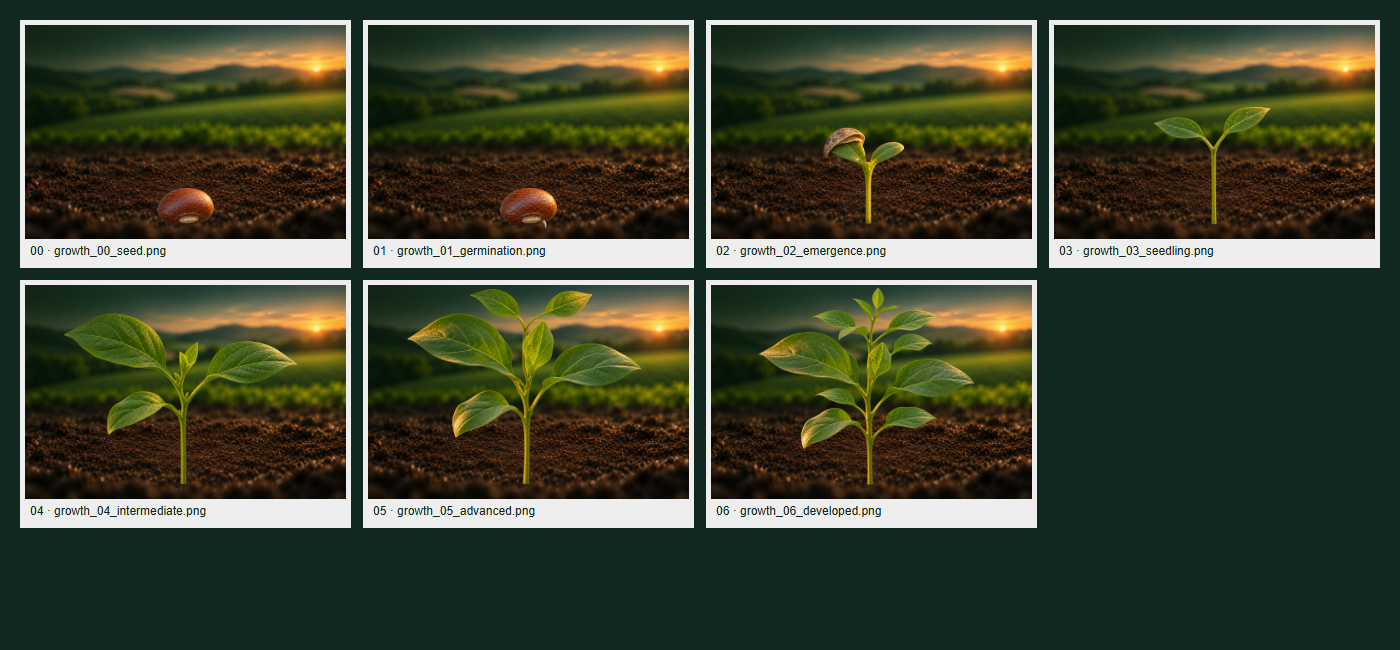 00 · growth_00_seed.png
01 · growth_01_germination.png
02 · growth_02_emergence.png
03 · growth_03_seedling.png
04 · growth_04_intermediate.png
05 · growth_05_advanced.png
06 · growth_06_developed.png